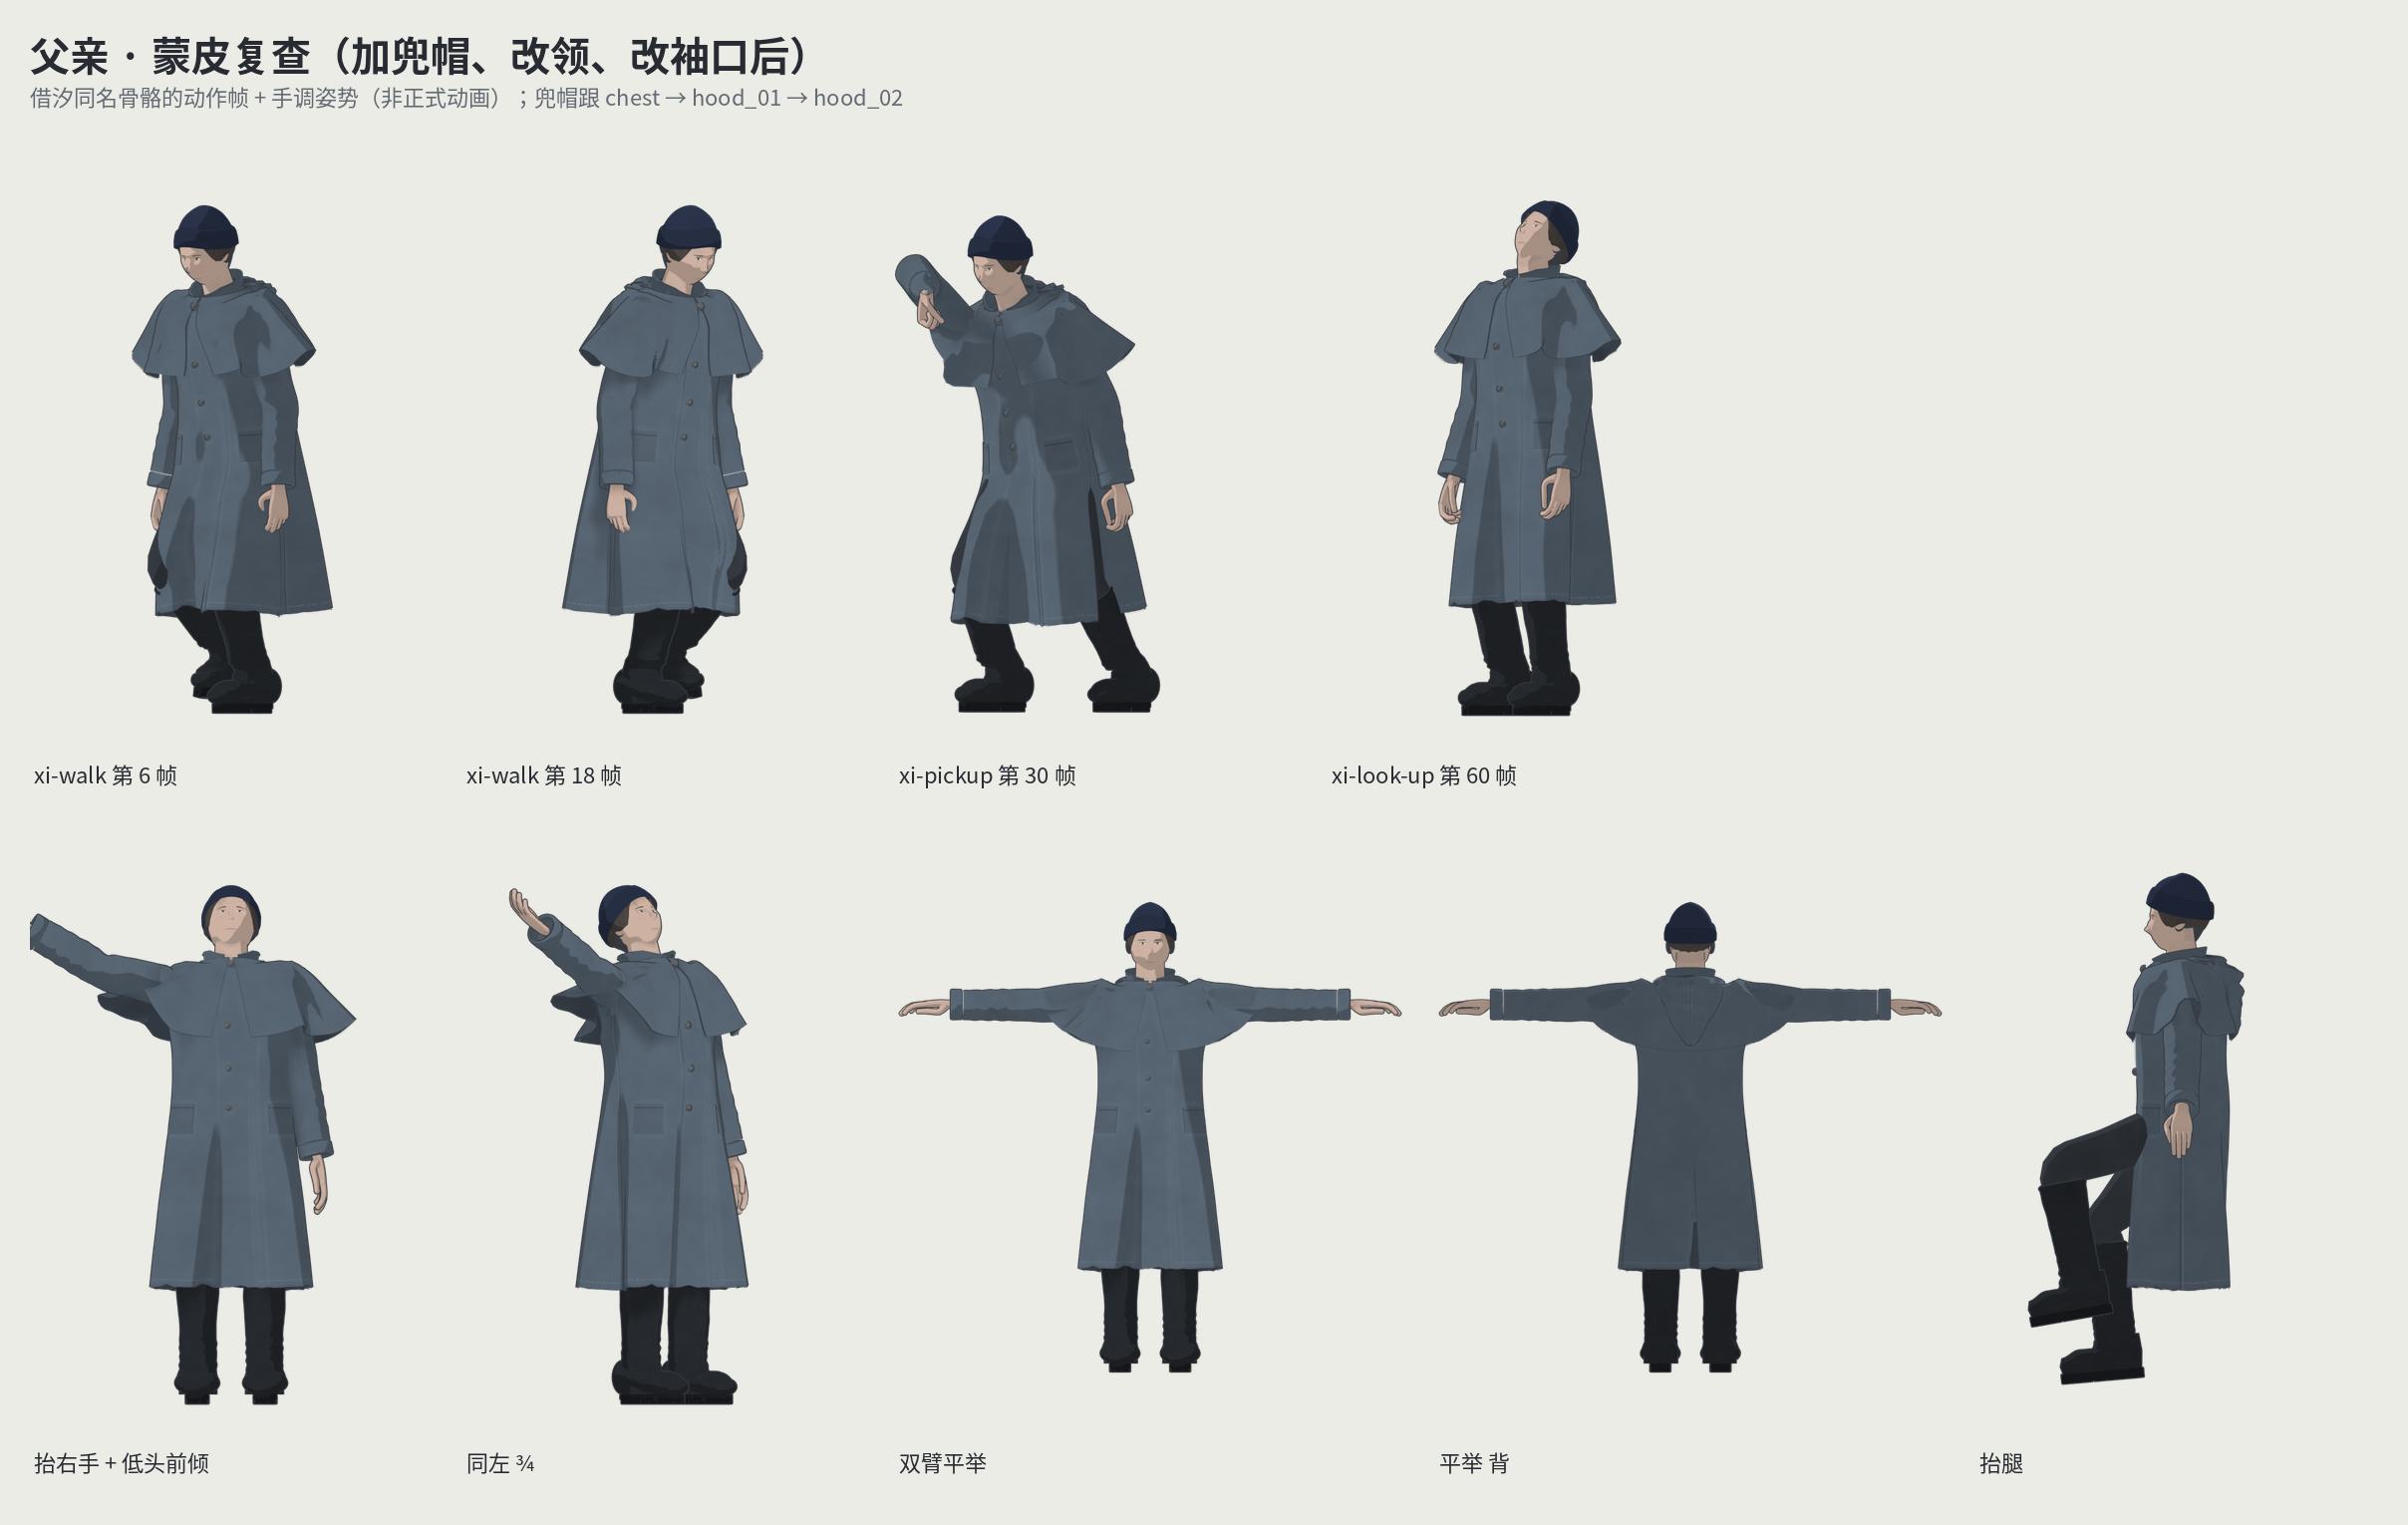 父亲 · 蒙皮复查（加兜帽、改领、改袖口后）
借汐同名骨骼的动作帧 + 手调姿势（非正式动画）；兜帽跟 chest → hood_01 → hood_02
xi-walk 第 6 帧
xi-walk 第 18 帧
xi-pickup 第 30 帧
xi-look-up 第 60 帧
抬右手 + 低头前倾
同左 ¾
双臂平举
平举 背
抬腿